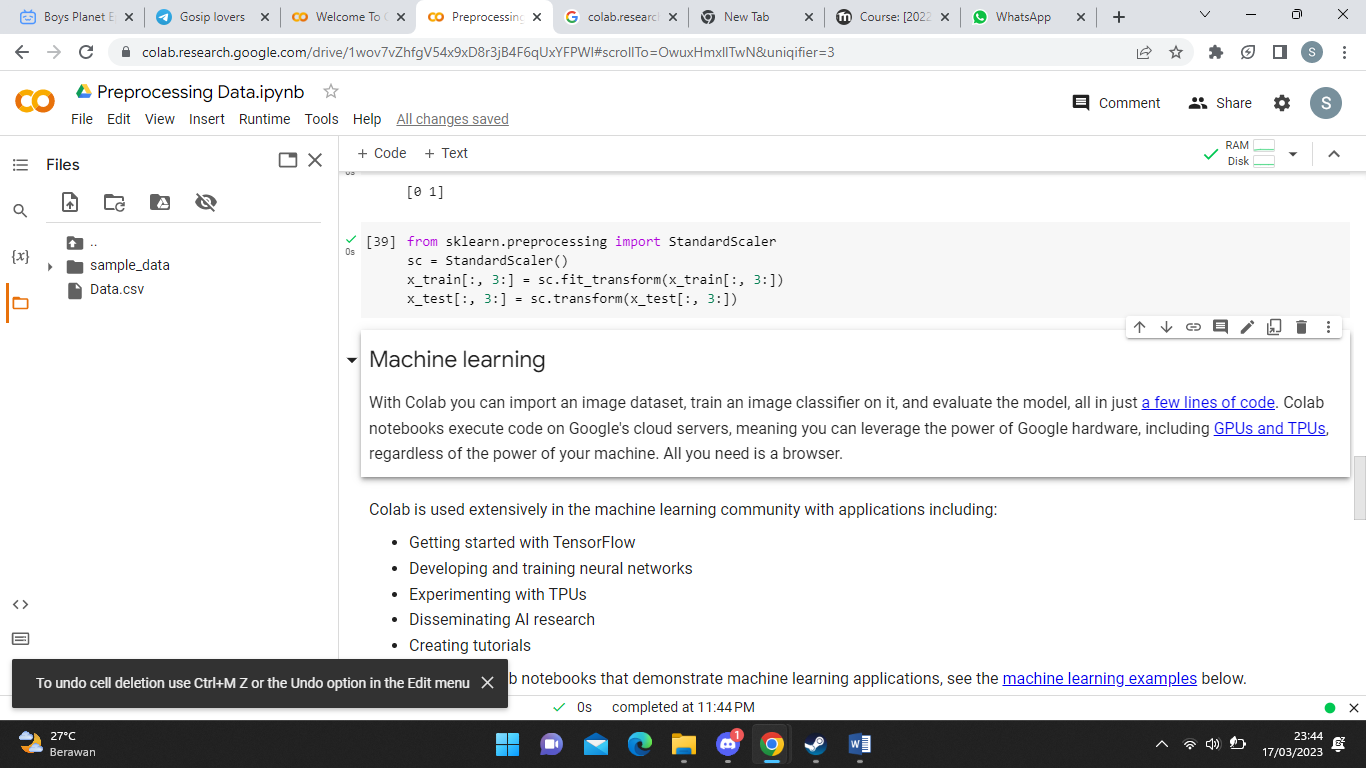 Boys Planet E
Gosip lovers
Welcome To C
Preprocessing
colab.researc
New Tab
Course: [2022
WhatsApp
colab.research.google.com/drive/1wov7vZhfgV54x9xD8r3jB4F6qUxYFPWI#scrollTo=OwuxHmxllTwN&uniqifier=3
S
Preprocessing Data.ipynb
File Edit View Insert Runtime Tools Help All changes saved
Comment
Share
S
Files
+ Code + Text
RAM
Disk
..
sample_data
Data.csv
{x}
0s
[0 1]
0s
[39] from sklearn.preprocessing import StandardScaler
sc = StandardScaler()
x_train[:, 3:] = sc.fit_transform(x_train[:, 3:])
x_test[:, 3:] = sc.transform(x_test[:, 3:])
Machine learning
With Colab you can import an image dataset, train an image classifier on it, and evaluate the model, all in just a few lines of code. Colab
notebooks execute code on Google's cloud servers, meaning you can leverage the power of Google hardware, including GPUs and TPUs,
regardless of the power of your machine. All you need is a browser.
Colab is used extensively in the machine learning community with applications including:
• Getting started with TensorFlow
• Developing and training neural networks
• Experimenting with TPUs
• Disseminating AI research
• Creating tutorials
b notebooks that demonstrate machine learning applications, see the machine learning examples below.
To undo cell deletion use Ctrl+M Z or the Undo option in the Edit menu
0s completed at 11:44 PM
27°C
Berawan
1
23:44
17/03/2023